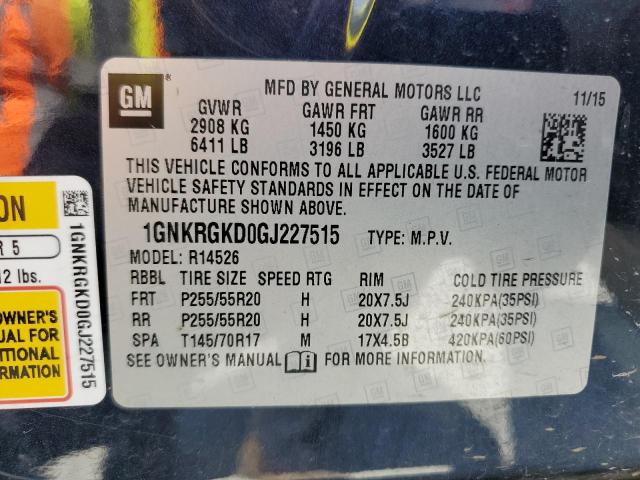 GM
®
MFD BY GENERAL MOTORS LLC
11/15
GVWR GAWR FRT GAWR RR
2908 KG 1450 KG 1600 KG
6411 LB 3196 LB 3527 LB
THIS VEHICLE CONFORMS TO ALL APPLICABLE U.S. FEDERAL MOTOR
VEHICLE SAFETY STANDARDS IN EFFECT ON THE DATE OF
MANUFACTURE SHOWN ABOVE.
1GNKRGKD0GJ227515 TYPE: M.P.V.
MODEL: R14526
RBBL TIRE SIZE SPEED RTG RIM COLD TIRE PRESSURE
FRT P255/55R20 H 20X7.5J 240KPA(35PSI)
RR P255/55R20 H 20X7.5J 240KPA(35PSI)
SPA T145/70R17 M 17X4.5B 420KPA(60PSI)
SEE OWNER'S MANUAL FOR MORE INFORMATION.
ON
R 5
2 lbs.
OWNER'S
UAL FOR
ITIONAL
RMATION
1GNKRGKD0GJ227515